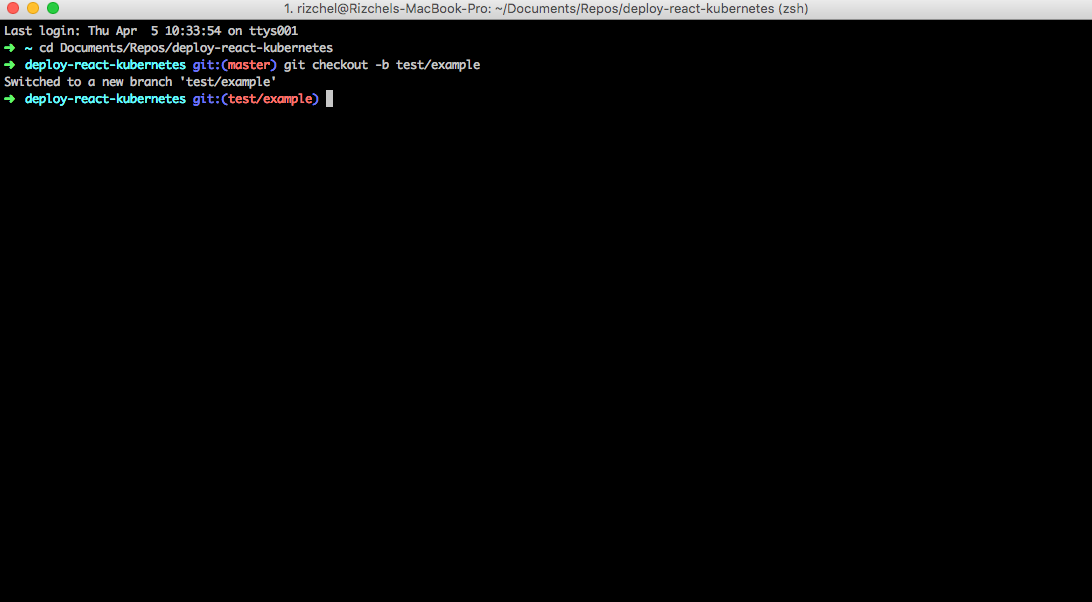 1. rizchel@Rizchels-MacBook-Pro: ~/Documents/Repos/deploy-react-kubernetes (zsh)
Last login: Thu Apr  5 10:33:54 on ttys001
➜  ~ cd Documents/Repos/deploy-react-kubernetes
➜  deploy-react-kubernetes git:(master) git checkout -b test/example
Switched to a new branch 'test/example'
➜  deploy-react-kubernetes git:(test/example)